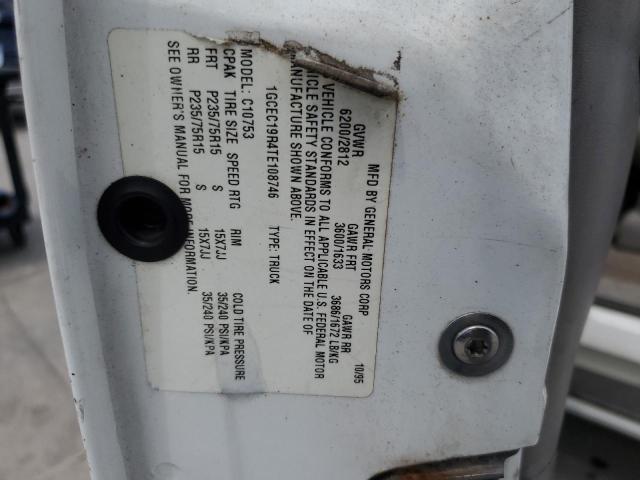 MFD BY GENERAL MOTORS CORP 10/95
GVWR GAWR FRT GAWR RR
6200/2812 3600/1633 3686/1672 LB/KG
VEHICLE CONFORMS TO ALL APPLICABLE U.S. FEDERAL MOTOR
VEHICLE SAFETY STANDARDS IN EFFECT ON THE DATE OF
MANUFACTURE SHOWN ABOVE.
1GCEC19R4TE108746 TYPE: TRUCK
MODEL: C10753
CPAK TIRE SIZE SPEED RTG RIM COLD TIRE PRESSURE
FRT P235/75R15 S 15X7JJ 35/240 PSI/KPA
RR P235/75R15 S 15X7JJ 35/240 PSI/KPA
SEE OWNER'S MANUAL FOR MORE INFORMATION.